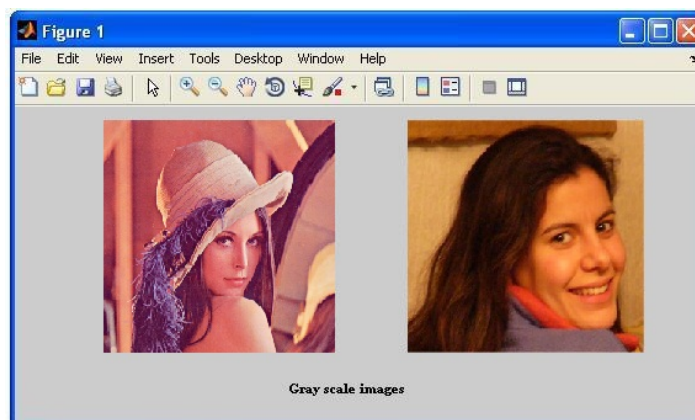 Figure 1
File Edit View Insert Tools Desktop Window Help
Gray scale images